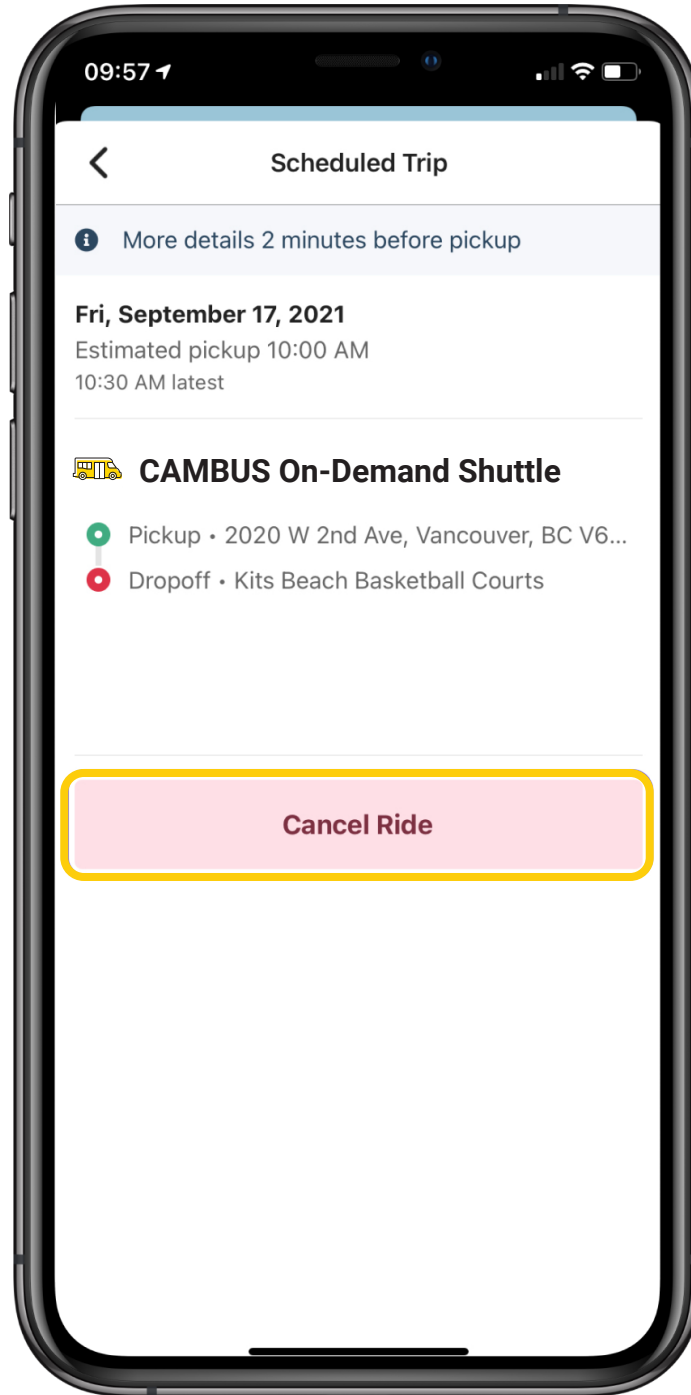 09:57
Scheduled Trip
More details 2 minutes before pickup
Fri, September 17, 2021
Estimated pickup 10:00 AM
10:30 AM latest
CAMBUS On-Demand Shuttle
Pickup • 2020 W 2nd Ave, Vancouver, BC V6...
Dropoff • Kits Beach Basketball Courts
Cancel Ride